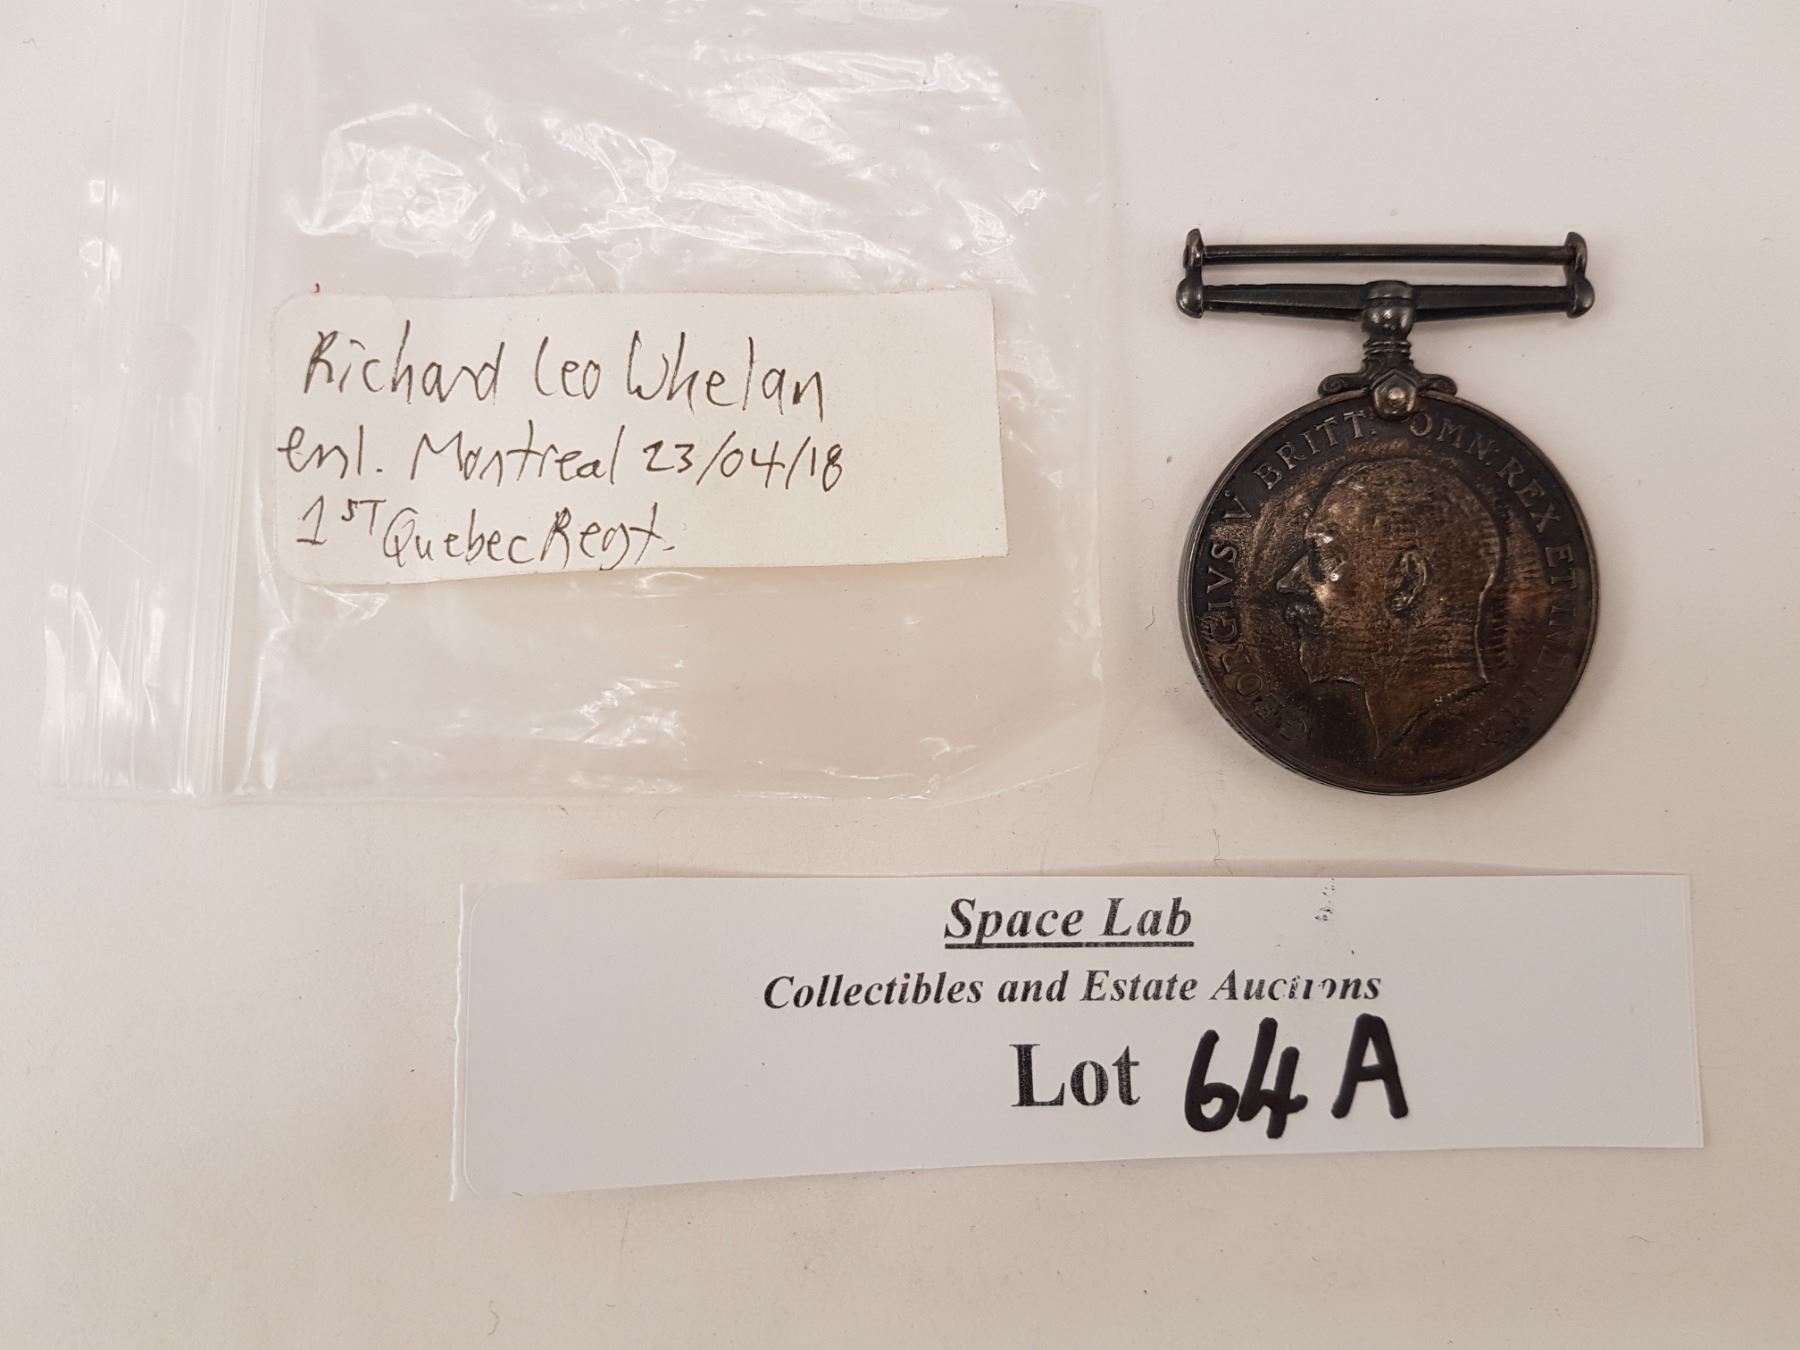 Richard Leo Whelan
enl. Montreal 23/04/18
1ST Quebec Regt.
GEORGIVS V BRITT: OMN: REX ET IND: IMP:
Space Lab
Collectibles and Estate Auctions
Lot 64A